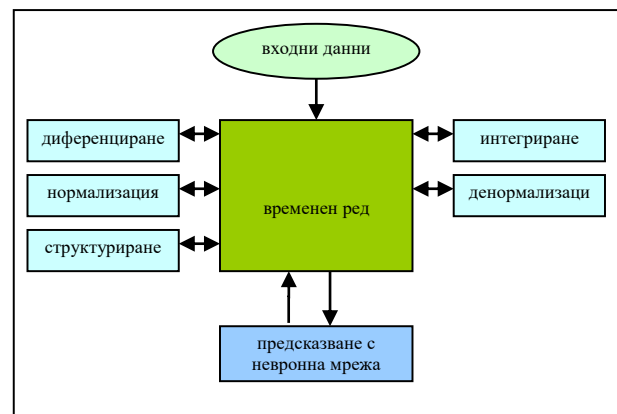 входни данни
диференциране
интегриране
нормализация
временен ред
денормализаци
структуриране
предсказване с
невронна мрежа